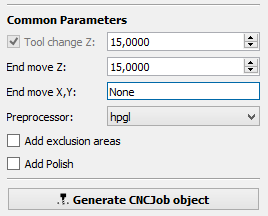 Common Parameters
Tool change Z: 15,0000
End move Z: 15,0000
End move X,Y: None
Preprocessor: hpgl
Add exclusion areas
Add Polish
Generate CNCJob object